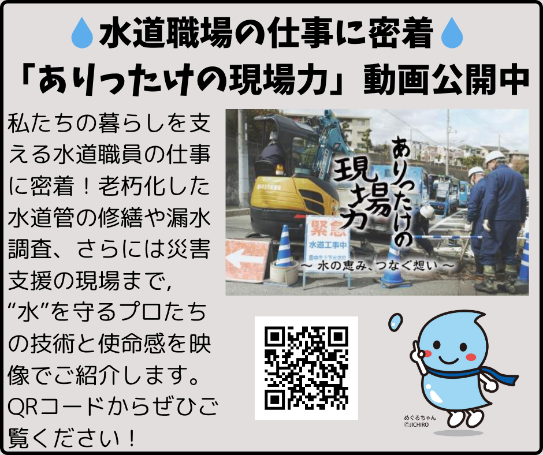 水道職場の仕事に密着
「ありったけの現場力」動画公開中
私たちの暮らしを支
える水道職員の仕事
に密着！老朽化した
水道管の修繕や漏水
調査、さらには災害
支援の現場まで,
“水”を守るプロたち
の技術と使命感を映
像でご紹介します。
QRコードからぜひご
覧ください！
ありったけの
現場力
～ 水の恵み、つなぐ想い ～
緊急
水道工事中
めぐるちゃん